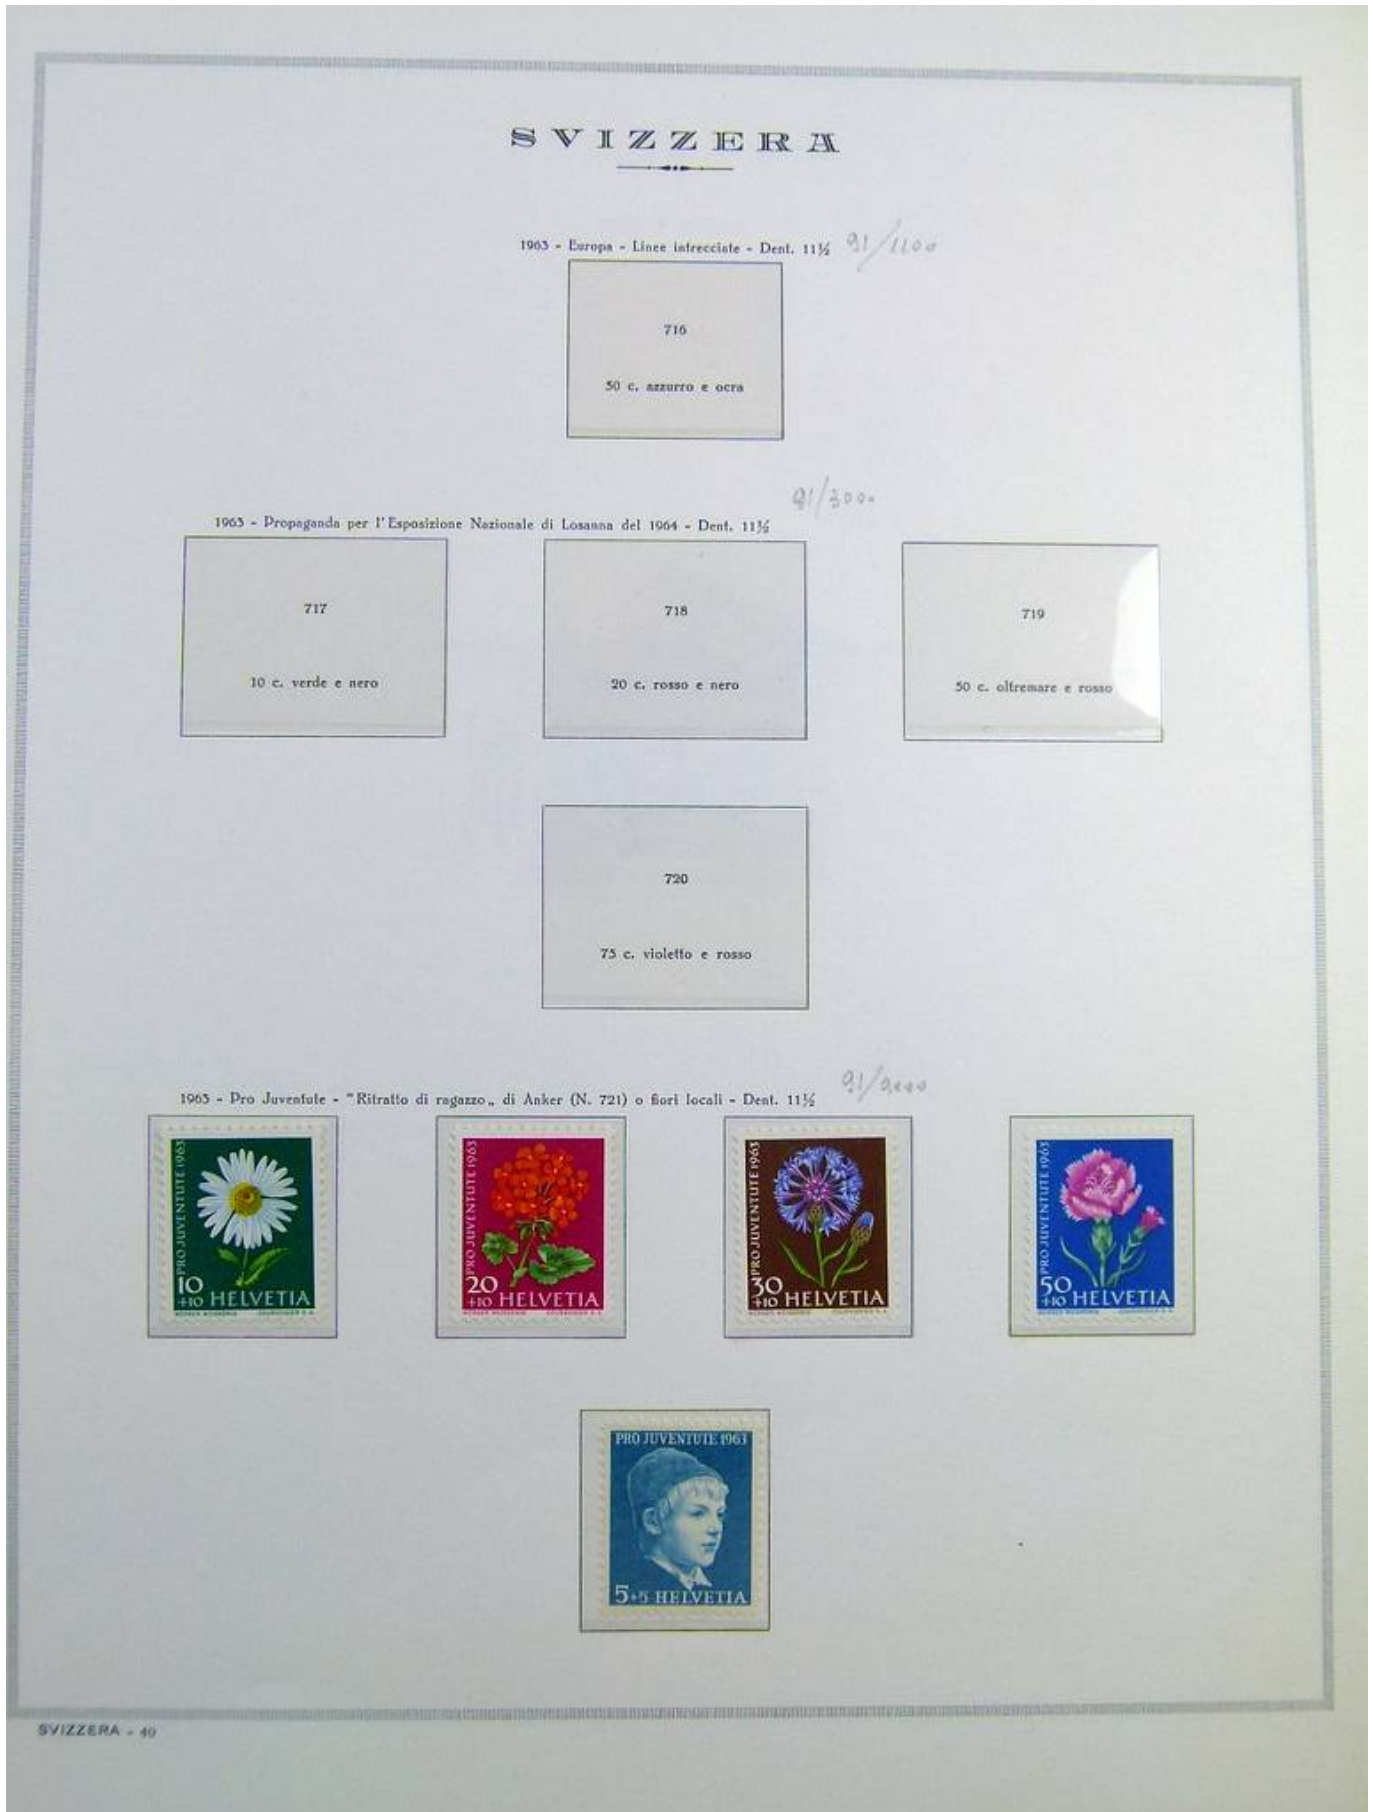 SVIZZERA
1963 - Europa - Linee intrecciate - Dent. 11½ 91/1100
716
50 c. azzurro e ocra
91/3000
1963 - Propaganda per l'Esposizione Nazionale di Losanna del 1964 - Dent. 11½
717
718
719
10 c. verde e nero
20 c. rosso e nero
50 c. oltremare e rosso
720
75 c. violetto e rosso
1963 - Pro Juventute - "Ritratto di ragazzo„ di Anker (N. 721) o fiori locali - Dent. 11½
PRO JUVENTUTE 1963
10
+10 HELVETIA
PRO JUVENTUTE 1963
20
+10 HELVETIA
PRO JUVENTUTE 1963
30
+10 HELVETIA
PRO JUVENTUTE 1963
50
+10 HELVETIA
PRO JUVENTUTE 1963
5+5 HELVETIA
SVIZZERA - 40